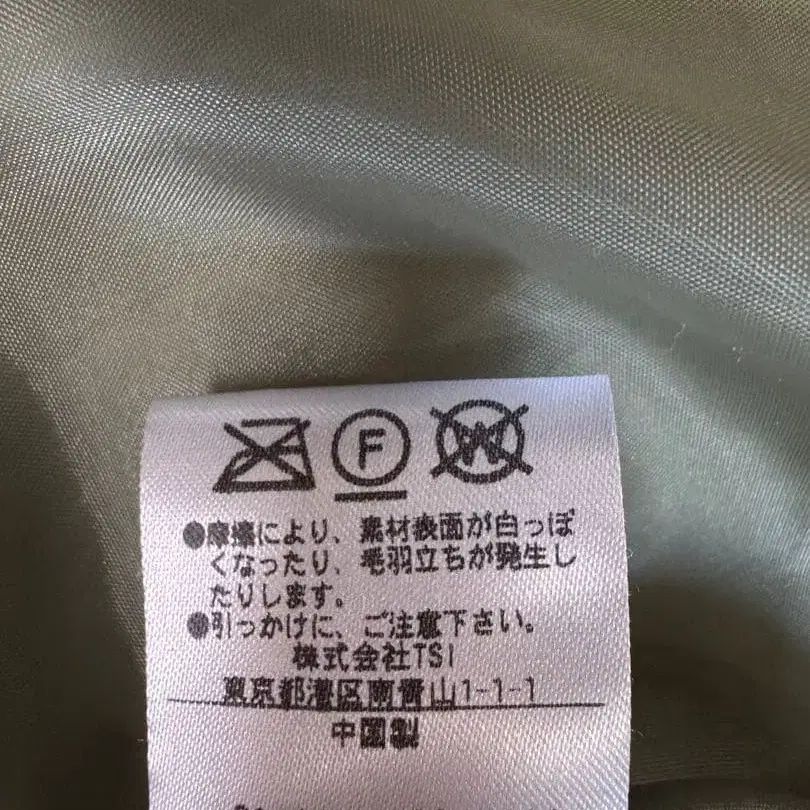 F W
●摩擦により、素材表面が白っぽ
くなったり、毛羽立ちが発生し
たりします。
●引っかけに、ご注意下さい。
株式会社TSI
東京都港区南青山1-1-1
中国製